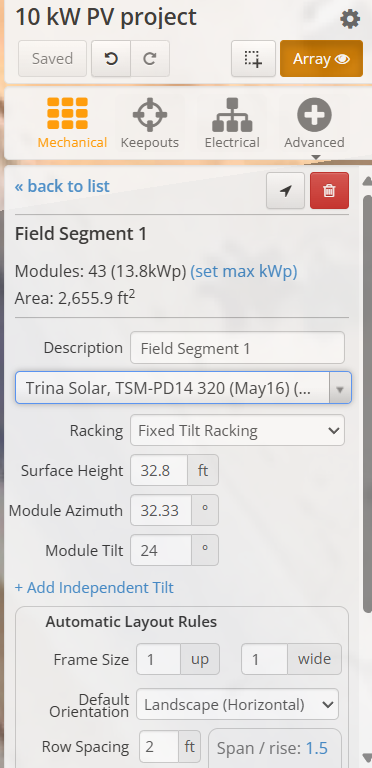 10 kW PV project
Saved
Array
Mechanical Keepouts Electrical Advanced
« back to list
Field Segment 1
Modules: 43 (13.8kWp) (set max kWp)
Area: 2,655.9 ft2
Description Field Segment 1
Trina Solar, TSM-PD14 320 (May16) (...
Racking Fixed Tilt Racking
Surface Height 32.8 ft
Module Azimuth 32.33 °
Module Tilt 24 °
+ Add Independent Tilt
Automatic Layout Rules
Frame Size 1 up 1 wide
Default
Orientation Landscape (Horizontal)
Row Spacing 2 ft Span / rise: 1.5